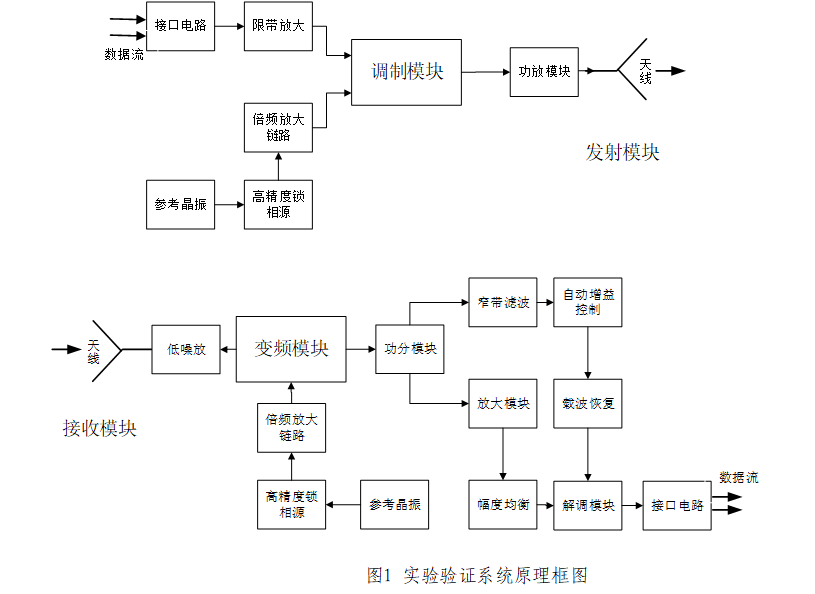 接口电路
限带放大
数据流
调制模块
功放模块
天
线
倍频放大
链路
发射模块
参考晶振
高精度锁
相源
窄带滤波
自动增益
控制
天
线
低噪放
变频模块
功分模块
接收模块
倍频放大
链路
放大模块
载波恢复
高精度锁
相源
参考晶振
幅度均衡
解调模块
接口电路
数据流
图1 实验验证系统原理框图